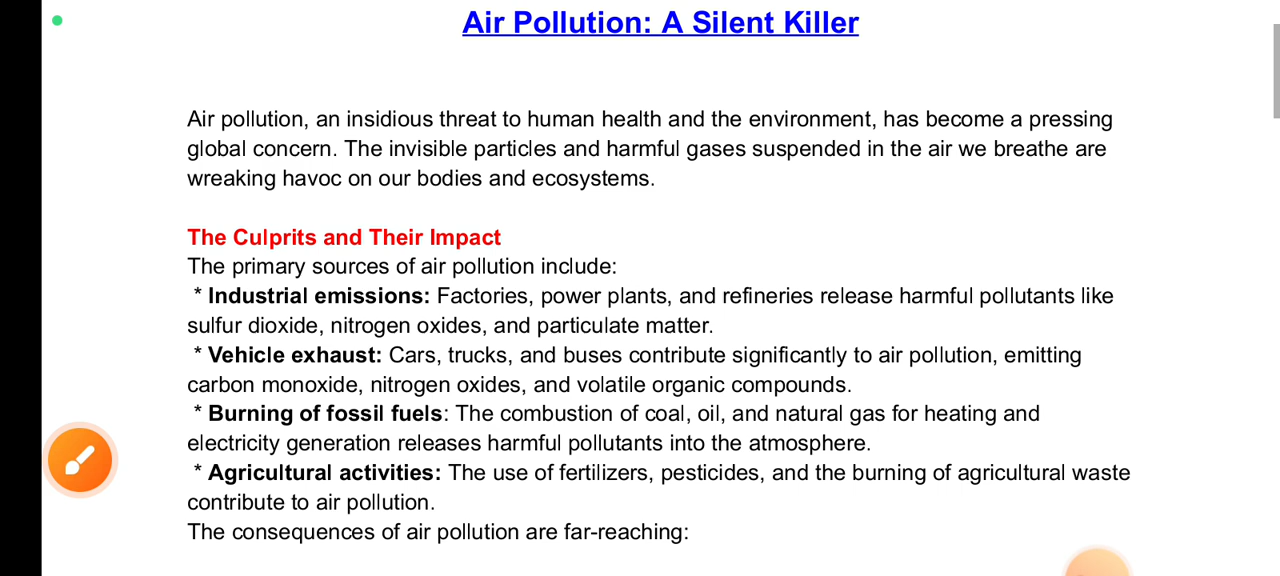 Air Pollution: A Silent Killer
Air pollution, an insidious threat to human health and the environment, has become a pressing
global concern. The invisible particles and harmful gases suspended in the air we breathe are
wreaking havoc on our bodies and ecosystems.
The Culprits and Their Impact
The primary sources of air pollution include:
* Industrial emissions: Factories, power plants, and refineries release harmful pollutants like
sulfur dioxide, nitrogen oxides, and particulate matter.
* Vehicle exhaust: Cars, trucks, and buses contribute significantly to air pollution, emitting
carbon monoxide, nitrogen oxides, and volatile organic compounds.
* Burning of fossil fuels: The combustion of coal, oil, and natural gas for heating and
electricity generation releases harmful pollutants into the atmosphere.
* Agricultural activities: The use of fertilizers, pesticides, and the burning of agricultural waste
contribute to air pollution.
The consequences of air pollution are far-reaching: